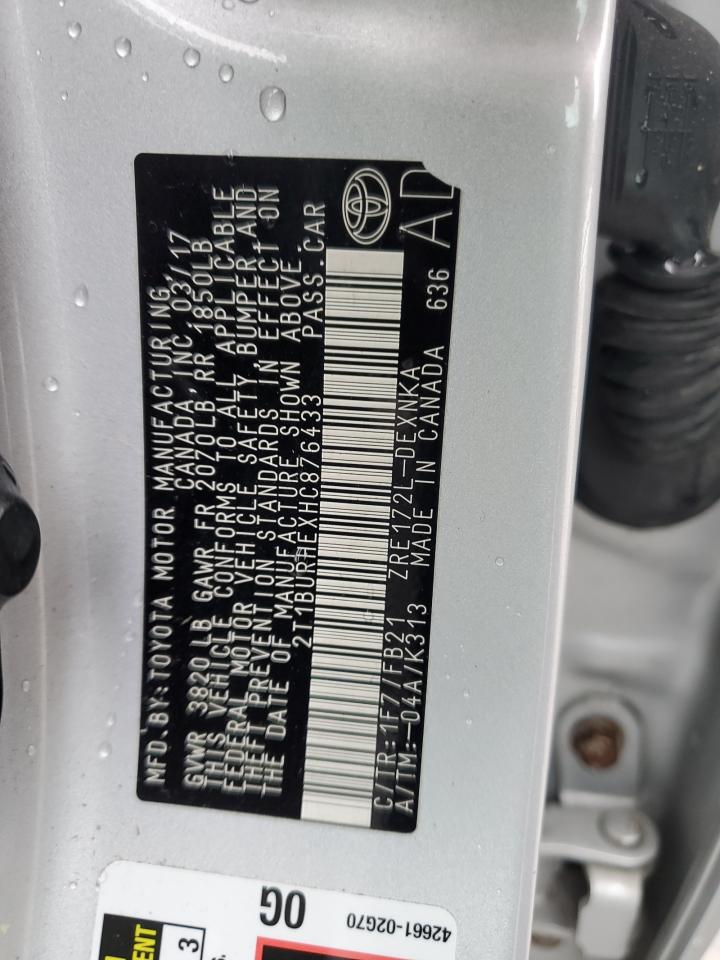 MFD.BY:TOYOTA MOTOR MANUFACTURING,
CANADA, INC. 03/17
GVWR 3820 LB GAWR FR 2070LB, RR 1850LB
THIS VEHICLE CONFORMS TO ALL APPLICABLE
FEDERAL MOTOR VEHICLE SAFETY, BUMPER, AND
THEFT PREVENTION STANDARDS IN EFFECT ON
THE DATE OF MANUFACTURE SHOWN ABOVE.
2T1BURHEXHC876433 PASS.CAR
C/TR:1F7/FB21 ZRE172L-DEXNKA 636
A/TM:-04A/K313 MADE IN CANADA
AD
0G
42661-02G70
3